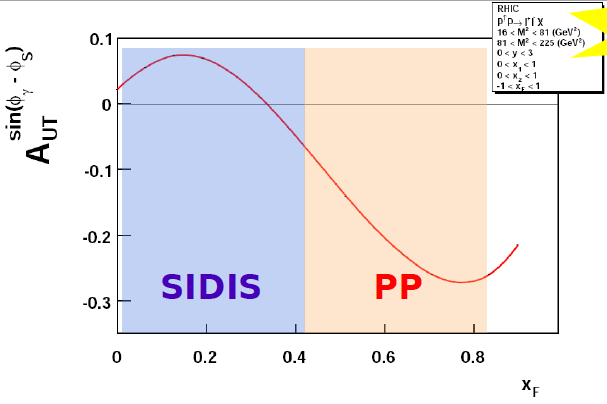 RHIC
p↑p→l⁺l⁻X
16 < M² < 81 (GeV²)
81 < M² < 225 (GeV²)
0 < y < 3
0 < x₁ < 1
0 < x₂ < 1
-1 < x_F < 1
A_UT^sin(ϕ_γ - ϕ_S)
0.1
0
-0.1
-0.2
-0.3
SIDIS
PP
0
0.2
0.4
0.6
0.8
x_F